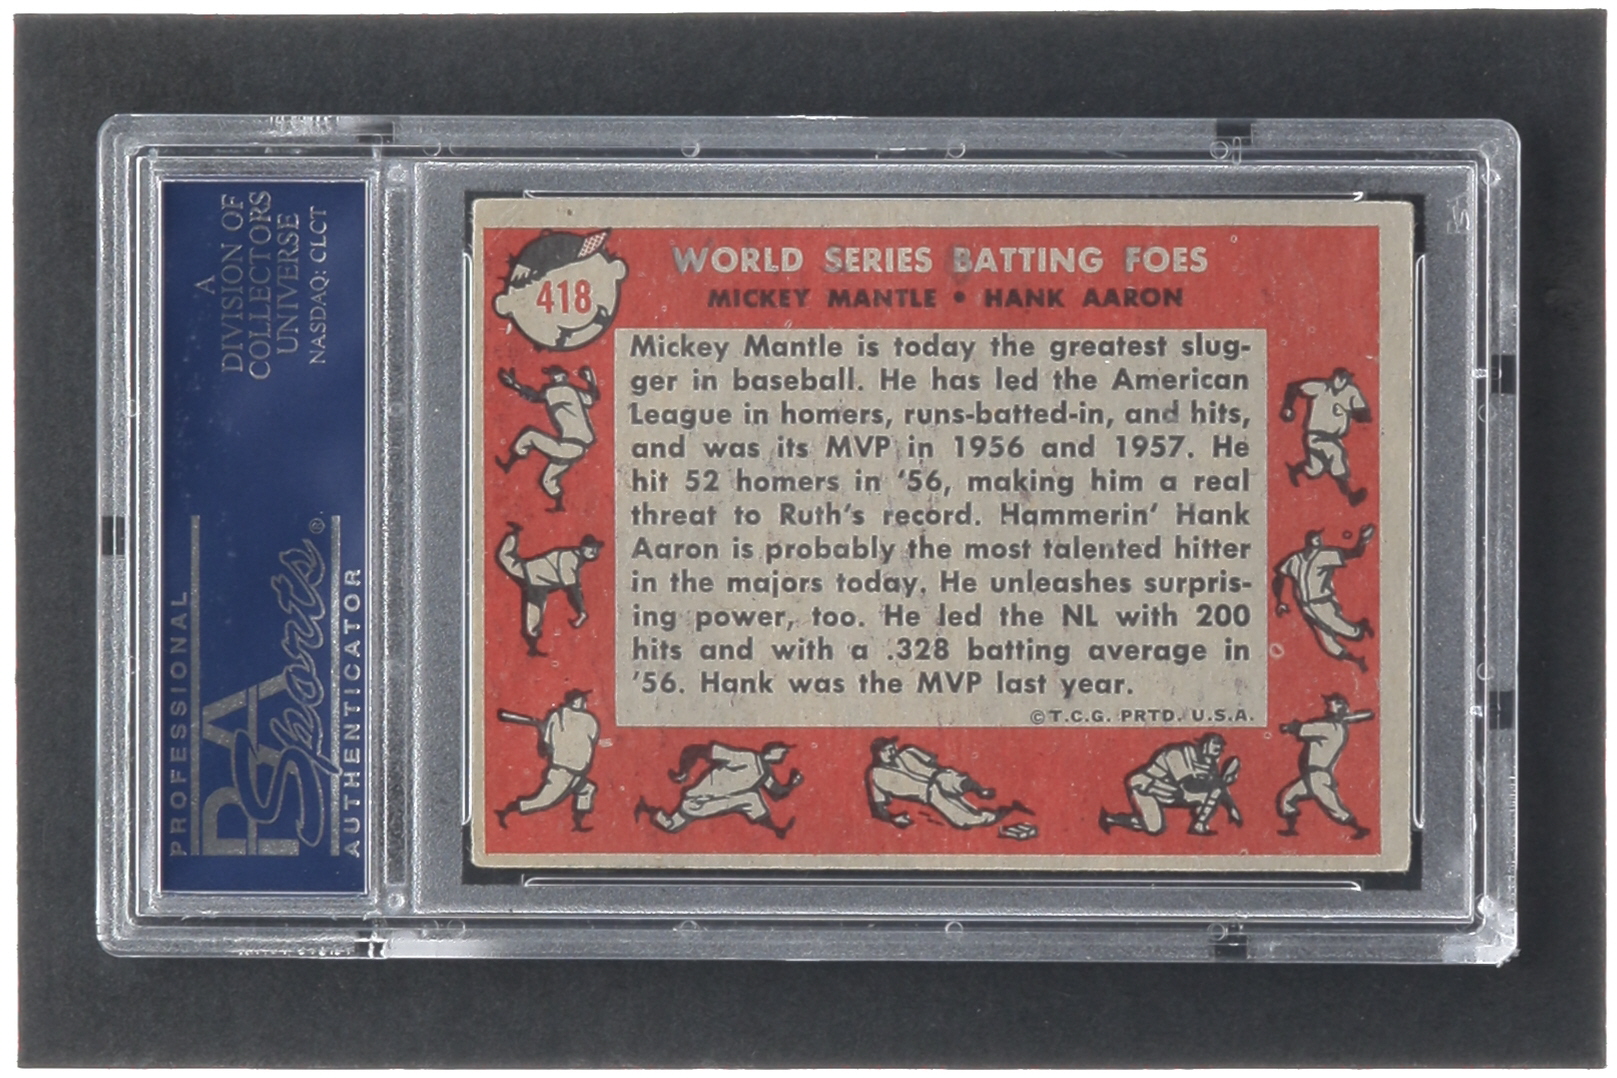 A
DIVISION OF
COLLECTORS
UNIVERSE
NASDAQ: CLCT
PROFESSIONAL
PSA
Sports®
AUTHENTICATOR
418
WORLD SERIES BATTING FOES
MICKEY MANTLE • HANK AARON
Mickey Mantle is today the greatest slug-
ger in baseball. He has led the American
League in homers, runs-batted-in, and hits,
and was its MVP in 1956 and 1957. He
hit 52 homers in '56, making him a real
threat to Ruth's record. Hammerin' Hank
Aaron is probably the most talented hitter
in the majors today. He unleashes surpris-
ing power, too. He led the NL with 200
hits and with a .328 batting average in
'56. Hank was the MVP last year.
©T.C.G. PRTD. U.S.A.